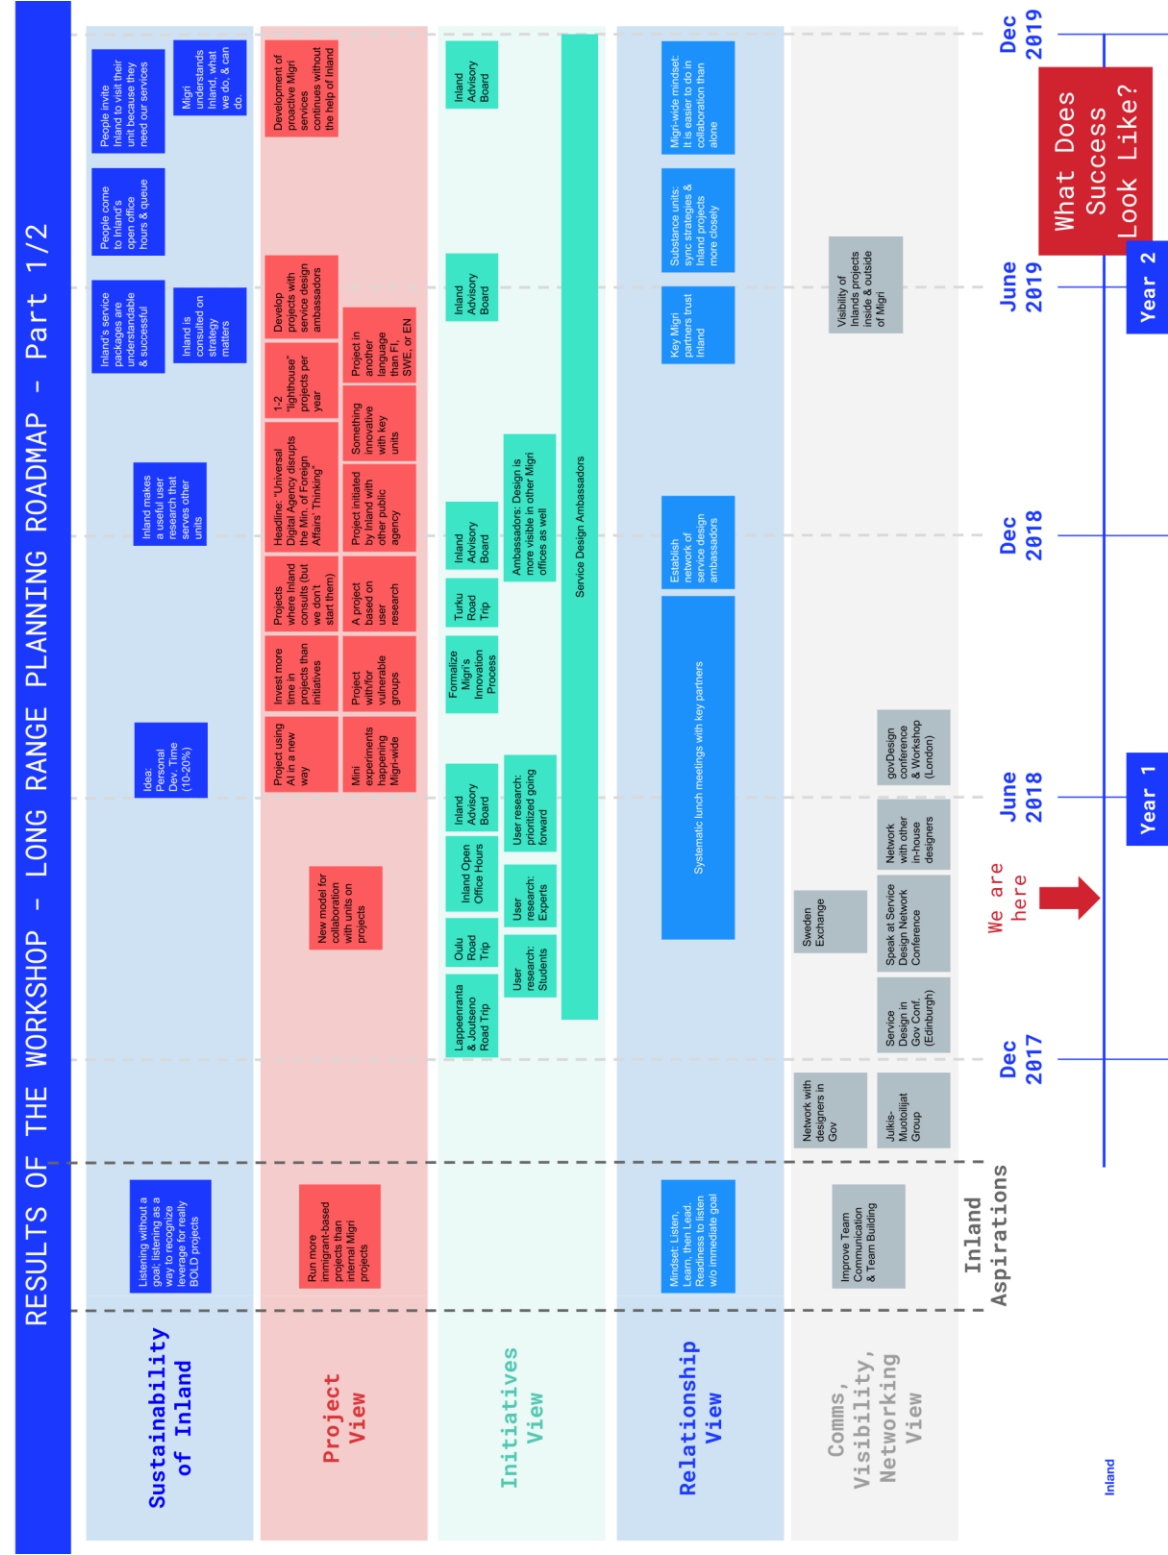 RESULTS OF THE WORKSHOP - LONG RANGE PLANNING ROADMAP - Part 1/2
Sustainability
of Inland
Listening without a
goal; listening as a
way to recognize
leverage for really
BOLD projects
Idea:
Personal
Dev. Time
(10-20%)
Inland makes
a useful user
research that
serves other
units
Inland's service
packages are
understandable
& successful
Inland is
consulted on
strategy
matters
People come
to Inland's
open office
hours & queue
People invite
Inland to visit their
unit because they
need our services
Migri
understands
Inland, what
we do, & can
do.
Project
View
Run more
immigrant-based
projects than
internal Migri
projects
New model for
collaboration
with units on
projects
Project using
AI in a new
way
Invest more
time in
projects than
initiatives
Projects
where Inland
consults (but
we don't
start them)
Headline: "Universal
Digital Agency disrupts
the Min. of Foreign
Affairs' Thinking"
1-2
"lighthouse"
projects per
year
Develop
projects with
service design
ambassadors
Mini
experiments
happening
Migri-wide
Project
with/for
vulnerable
groups
A project
based on
user
research
Project initiated
by Inland with
other public
agency
Something
innovative
with key
units
Project in
another
language
than FI,
SWE, or EN
Development of
proactive Migri
services
continues without
the help of Inland
Initiatives
View
Lappeenranta
& Joutseno
Road Trip
Oulu
Road
Trip
Inland Open
Office Hours
Inland
Advisory
Board
Formalize
Migri's
Innovation
Process
Turku
Road
Trip
Inland
Advisory
Board
Inland
Advisory
Board
Inland
Advisory
Board
User
research:
Students
User
research:
Experts
User research:
prioritized going
forward
Ambassadors: Design is
more visible in other Migri
offices as well
Service Design Ambassadors
Relationship
View
Mindset: Listen,
Learn, then Lead.
Readiness to listen
w/o immediate goal
Systematic lunch meetings with key partners
Establish
network of
service design
ambassadors
Key Migri
partners trust
Inland
Substance units:
sync strategies &
Inland projects
more closely
Migri-wide mindset:
It is easier to do in
collaboration than
alone
Comms,
Visibility,
Networking
View
Improve Team
Communication
& Team Building
Network with
designers in
Gov
Julkis-
Muotoilijat
Group
Sweden
Exchange
Service
Design in
Gov Conf.
(Edinburgh)
Speak at Service
Design Network
Conference
Network
with other
in-house
designers
govDesign
conference
& Workshop
(London)
Visibility of
Inlands projects
inside & outside
of Migri
Inland
Aspirations
Dec
2017
We are
here
June
2018
Dec
2018
June
2019
Dec
2019
What Does
Success
Look Like?
Inland
Year 1
Year 2